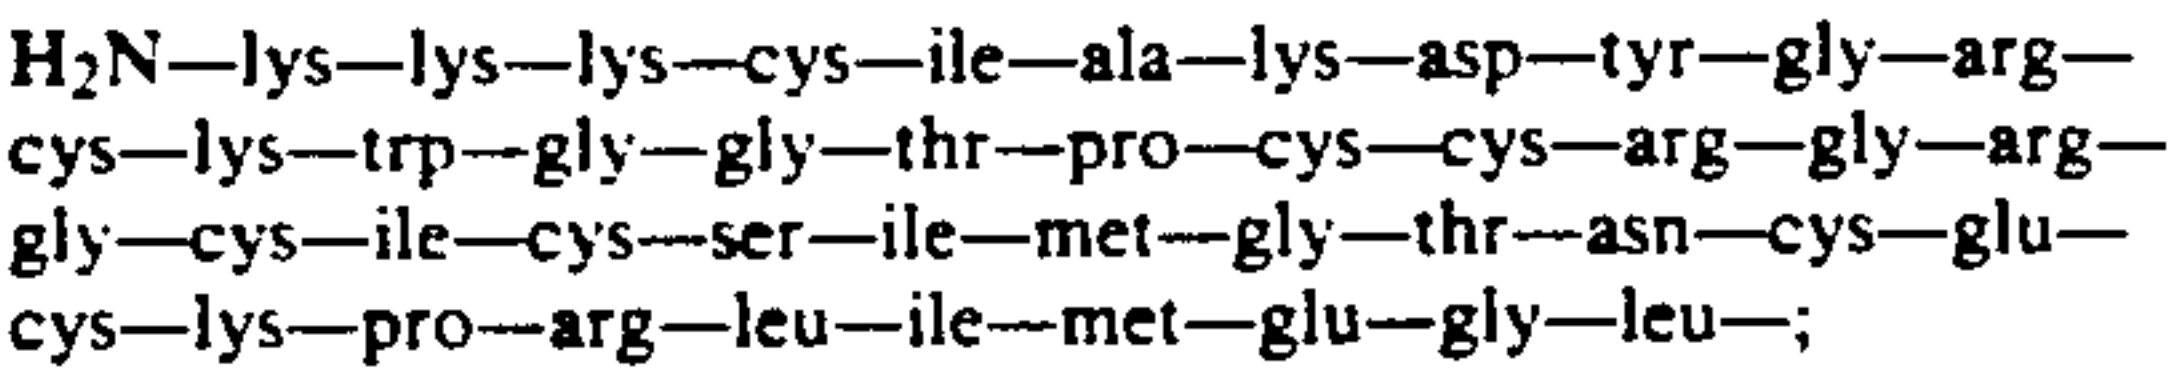 H₂N—lys—lys—lys—cys—ile—ala—lys—asp—tyr—gly—arg—
cys—lys—trp—gly—gly—thr—pro—cys—cys—arg—gly—arg—
gly—cys—ile—cys—ser—ile—met—gly—thr—asn—cys—glu—
cys—lys—pro—arg—leu—ile—met—glu—gly—leu—;